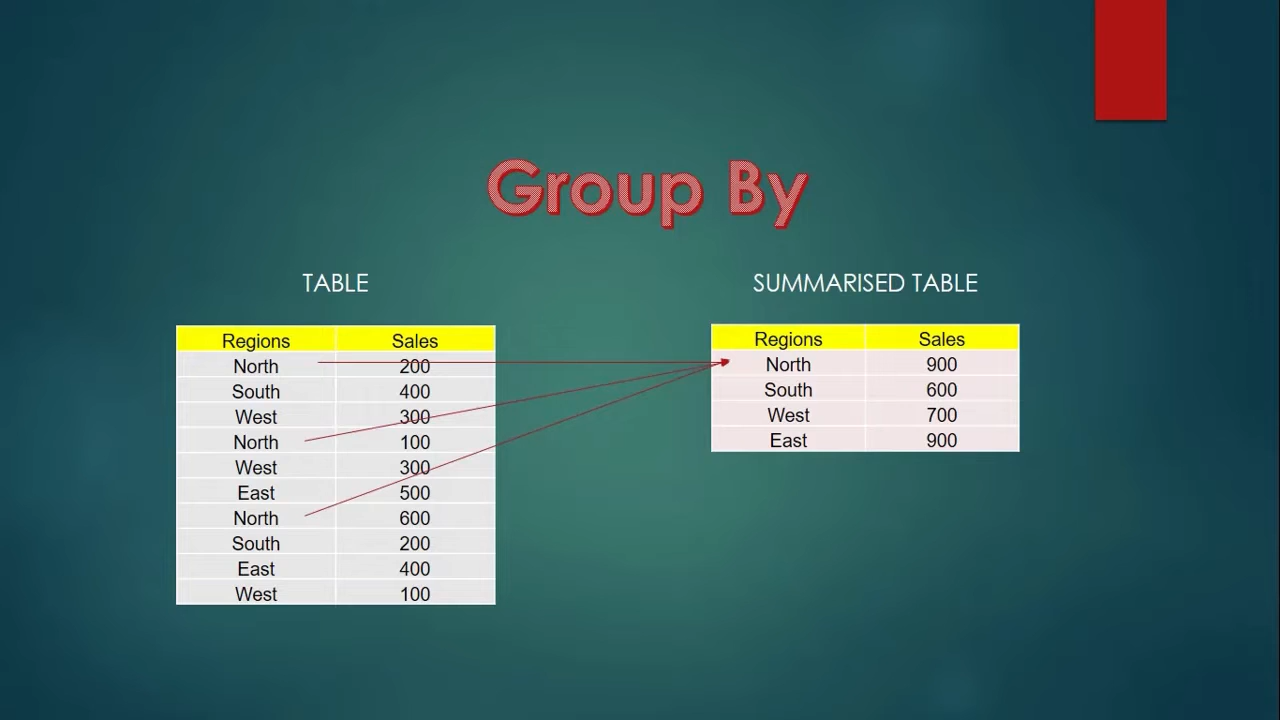 Group By
TABLE
Regions Sales
North 200
South 400
West 300
North 100
West 300
East 500
North 600
South 200
East 400
West 100
SUMMARISED TABLE
Regions Sales
North 900
South 600
West 700
East 900